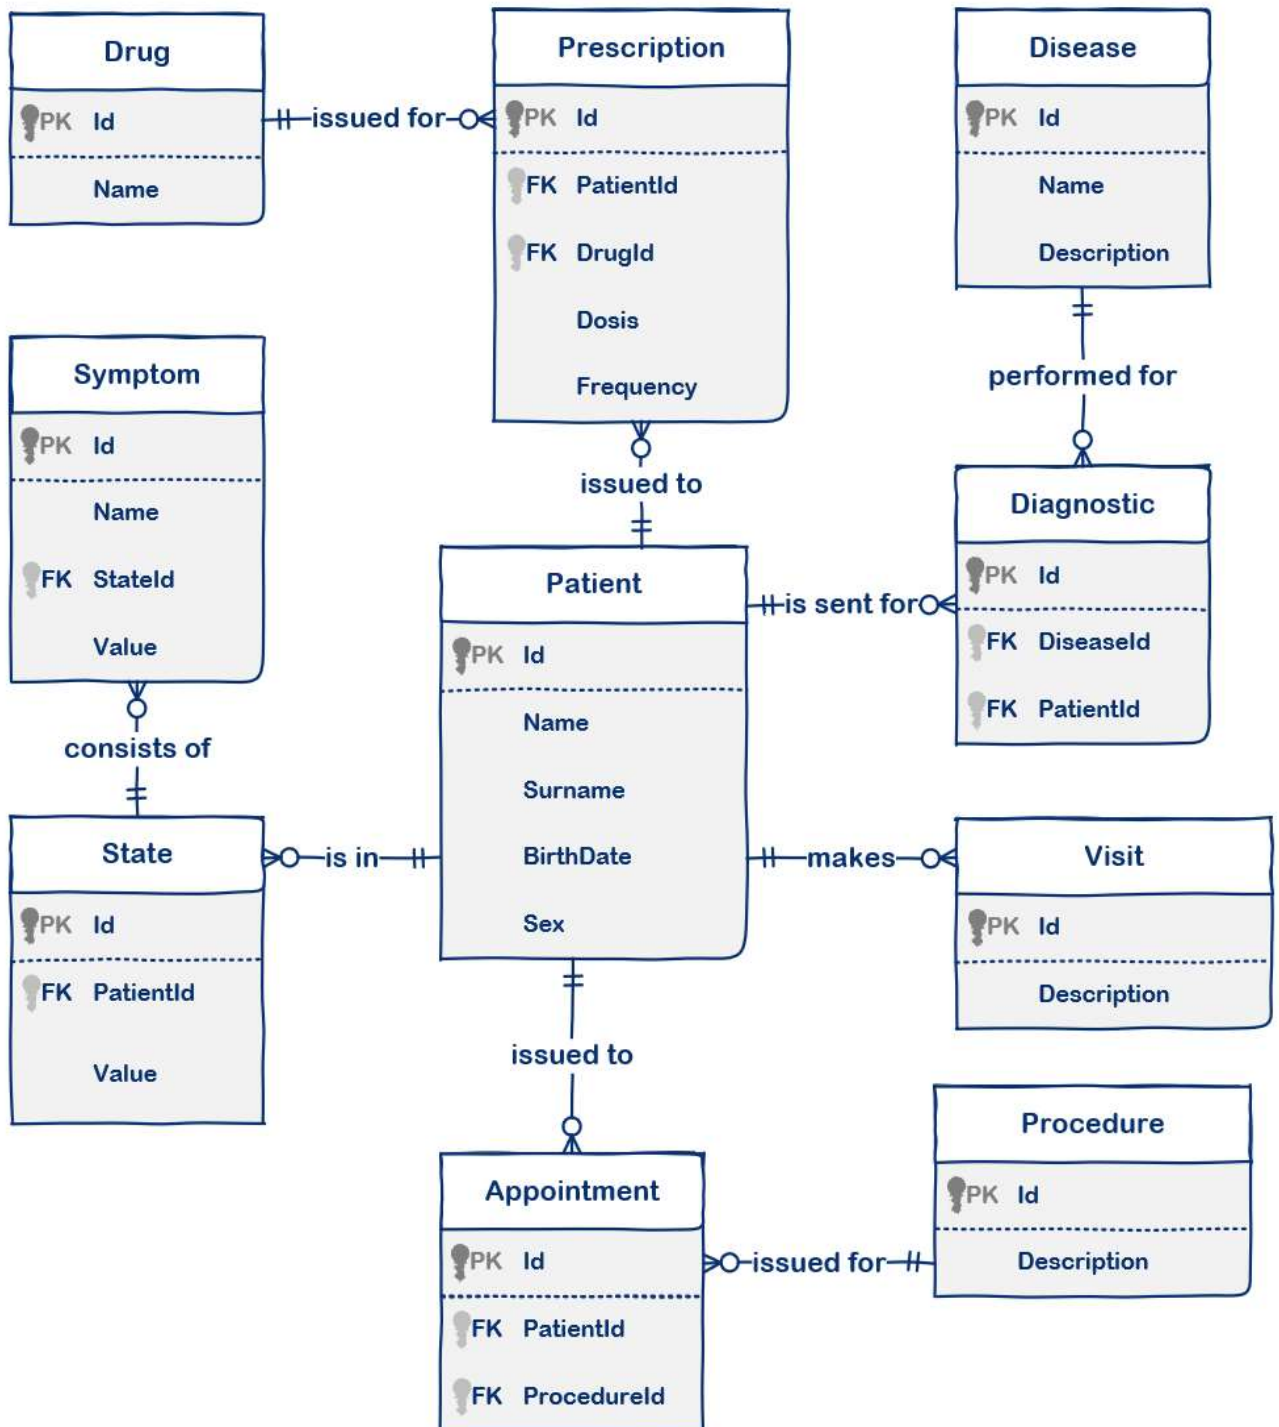 Drug
PK Id
Name
issued for
Prescription
PK Id
FK PatientId
FK DrugId
Dosis
Frequency
Disease
PK Id
Name
Description
performed for
Symptom
PK Id
Name
FK StateId
Value
consists of
issued to
Diagnostic
PK Id
FK DiseaseId
FK PatientId
is sent for
Patient
PK Id
Name
Surname
BirthDate
Sex
State
PK Id
FK PatientId
Value
is in
makes
Visit
PK Id
Description
issued to
Appointment
PK Id
FK PatientId
FK ProcedureId
issued for
Procedure
PK Id
Description